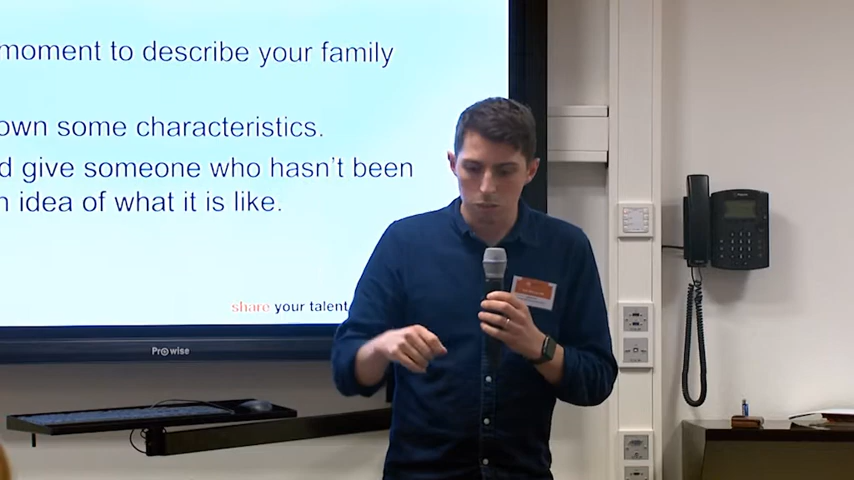 moment to describe your family
own some characteristics.
d give someone who hasn't been
n idea of what it is like.
share your talent
Prowise